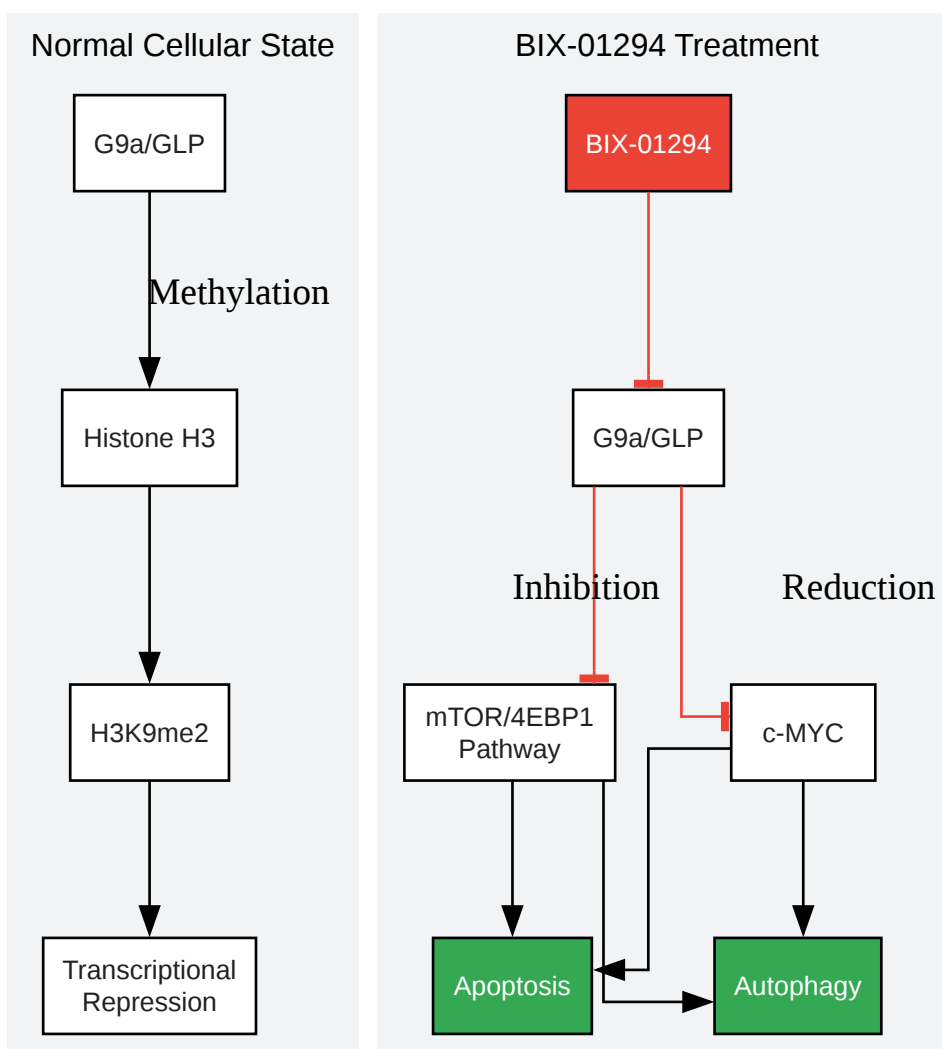 Normal Cellular State
G9a/GLP
Methylation
Histone H3
H3K9me2
Transcriptional
Repression
BIX-01294 Treatment
BIX-01294
G9a/GLP
Inhibition
Reduction
mTOR/4EBP1
Pathway
c-MYC
Apoptosis
Autophagy